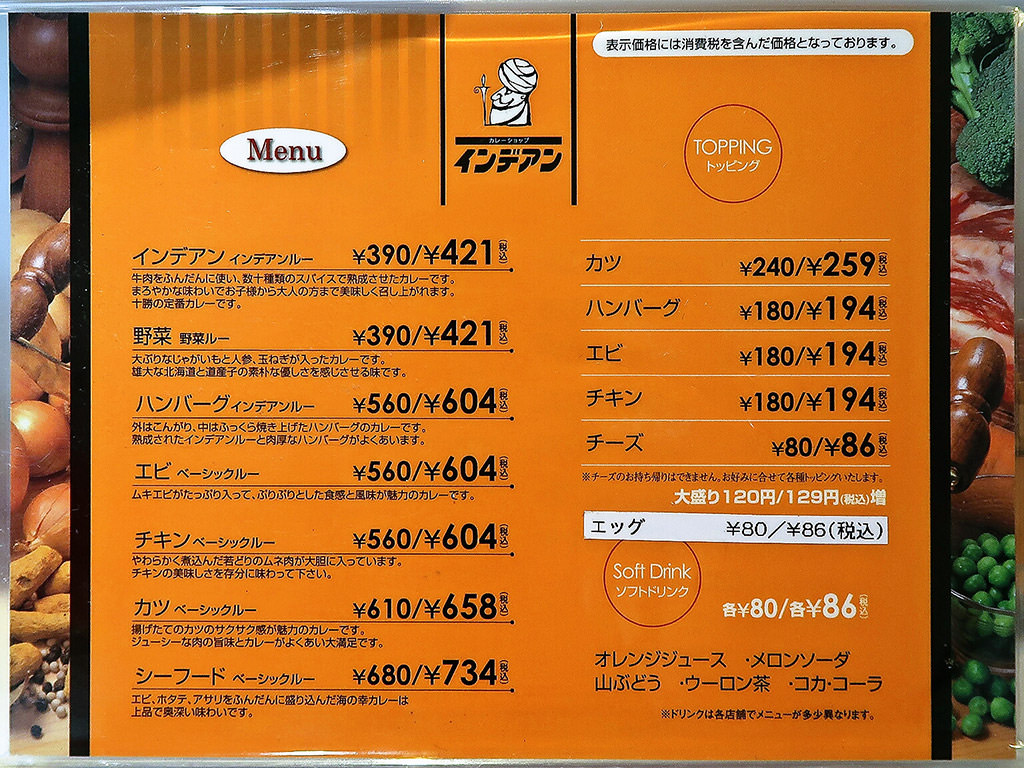 表示価格には消費税を含んだ価格となっております。
カレーショップ
インデアン
Menu
インデアン インデアンルー ¥390/¥421(税込)
牛肉をふんだんに使い、数十種類のスパイスで熟成させたカレーです。
まろやかな味わいでお子様から大人の方まで美味しく召し上がれます。
十勝の定番カレーです。
野菜 野菜ルー ¥390/¥421(税込)
大ぶりなじゃがいもと人参、玉ねぎが入ったカレーです。
雄大な北海道と道産子の素朴な優しさを感じさせる味です。
ハンバーグ インデアンルー ¥560/¥604(税込)
外はこんがり、中はふっくら焼き上げたハンバーグのカレーです。
熟成されたインデアンルーと肉厚なハンバーグがよくあいます。
エビ ベーシックルー ¥560/¥604(税込)
ムキエビがたっぷり入って、ぷりぷりとした食感と風味が魅力のカレーです。
チキン ベーシックルー ¥560/¥604(税込)
やわらかく煮込んだ若どりのムネ肉が大胆に入っています。
チキンの美味しさを存分に味わって下さい。
カツ ベーシックルー ¥610/¥658(税込)
揚げたてのカツのサクサク感が魅力のカレーです。
ジューシーな肉の旨味とカレーがよくあい大満足です。
シーフード ベーシックルー ¥680/¥734(税込)
エビ、ホタテ、アサリをふんだんに盛り込んだ海の幸カレーは
上品で奥深い味わいです。
TOPPING
トッピング
カツ ¥240/¥259(税込)
ハンバーグ ¥180/¥194(税込)
エビ ¥180/¥194(税込)
チキン ¥180/¥194(税込)
チーズ ¥80/¥86(税込)
※チーズのお持ち帰りはできません。お好みに合せて各種トッピングいたします。
大盛り120円/129円(税込)増
エッグ ¥80/¥86(税込)
Soft Drink
ソフトドリンク
各¥80/各¥86(税込)
オレンジジュース ・メロンソーダ
山ぶどう ・ウーロン茶 ・コカ・コーラ
※ドリンクは各店舗でメニューが多少異なります。